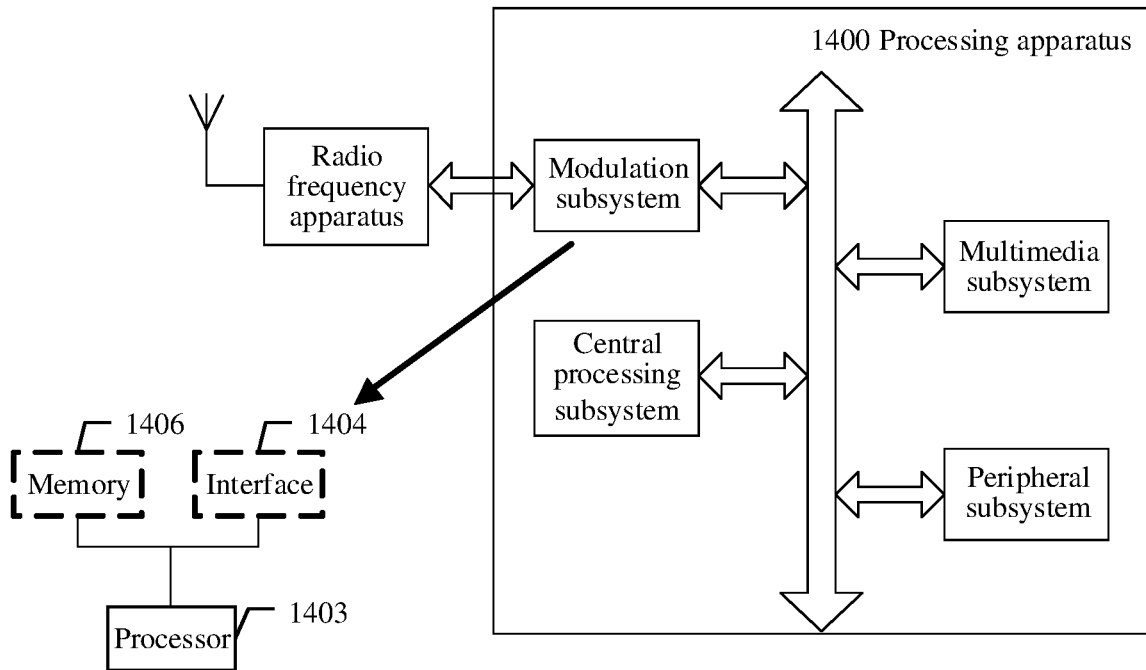 1400 Processing apparatus
Radio
frequency
apparatus
Modulation
subsystem
Multimedia
subsystem
Central
processing
subsystem
1406
1404
Memory
Interface
Peripheral
subsystem
1403
Processor